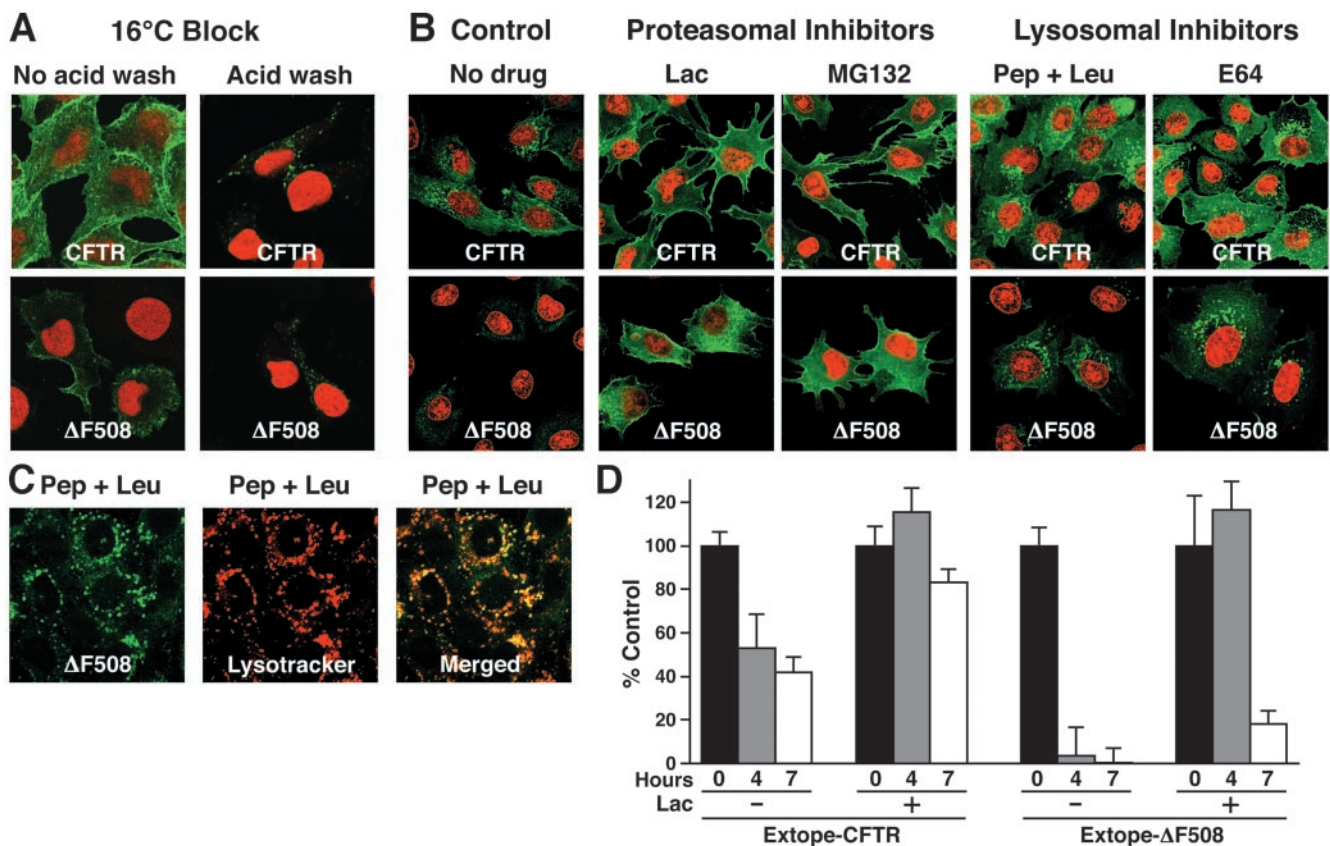 A 16°C Block
No acid wash Acid wash
CFTR CFTR
ΔF508 ΔF508
B Control Proteasomal Inhibitors Lysosomal Inhibitors
No drug Lac MG132 Pep + Leu E64
CFTR CFTR CFTR CFTR CFTR
ΔF508 ΔF508 ΔF508 ΔF508 ΔF508
C Pep + Leu Pep + Leu Pep + Leu
ΔF508 Lysotracker Merged
D
% Control
120
100
80
60
40
20
0
Hours 0 4 7 0 4 7 0 4 7 0 4 7
Lac − + − +
Extope-CFTR Extope-ΔF508